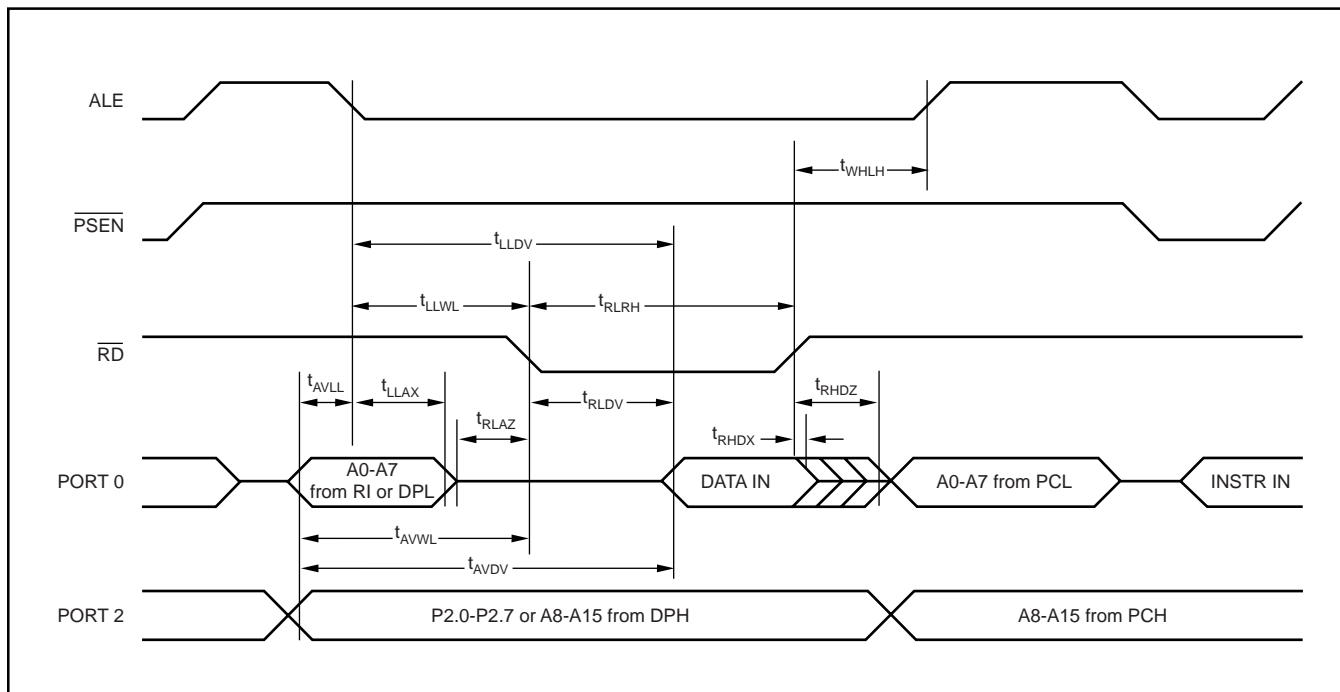 ALE
tWHLH
PSEN
tLLDV
tLLWL
tRLRH
RD
tAVLL
tLLAX
tRLAZ
tRLDV
tRHDZ
tRHDX
PORT 0
A0-A7
from RI or DPL
DATA IN
A0-A7 from PCL
INSTR IN
tAVWL
tAVDV
PORT 2
P2.0-P2.7 or A8-A15 from DPH
A8-A15 from PCH